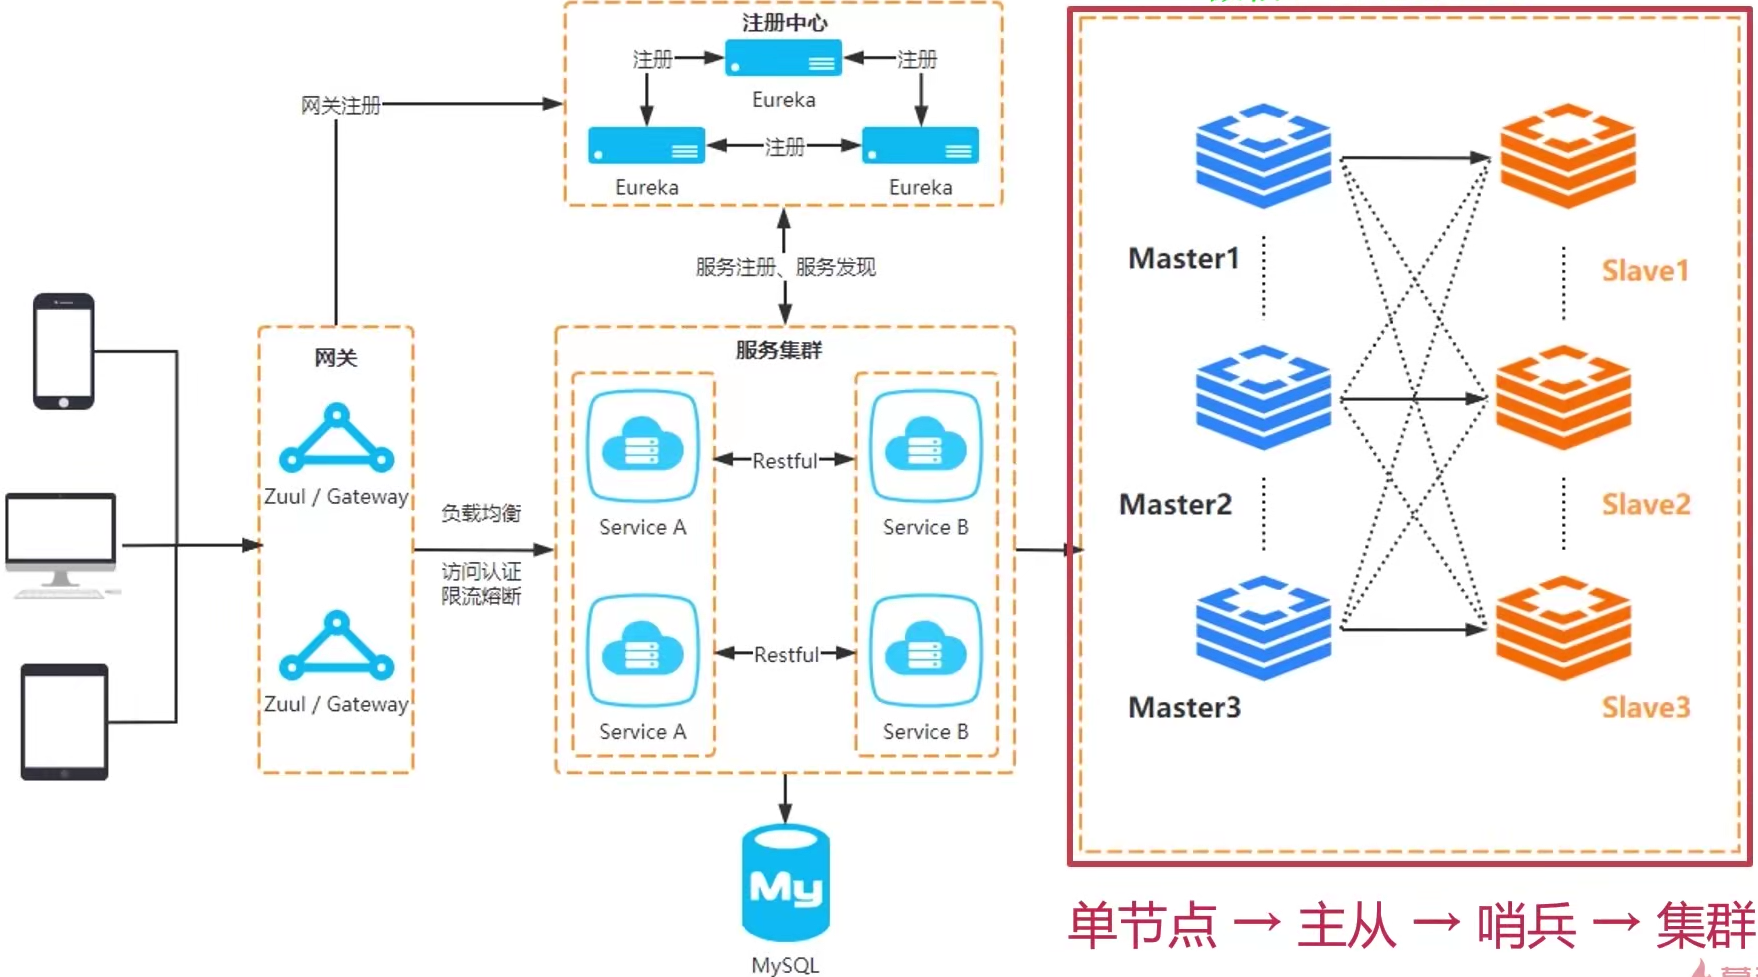 注册中心
注册
注册
Eureka
注册
Eureka
Eureka
网关注册
服务注册、服务发现
网关
Zuul / Gateway
Zuul / Gateway
负载均衡
访问认证
限流熔断
服务集群
Service A
Restful
Service B
Service A
Restful
Service B
My
MySQL
Master1
Slave1
Master2
Slave2
Master3
Slave3
单节点 → 主从 → 哨兵 → 集群